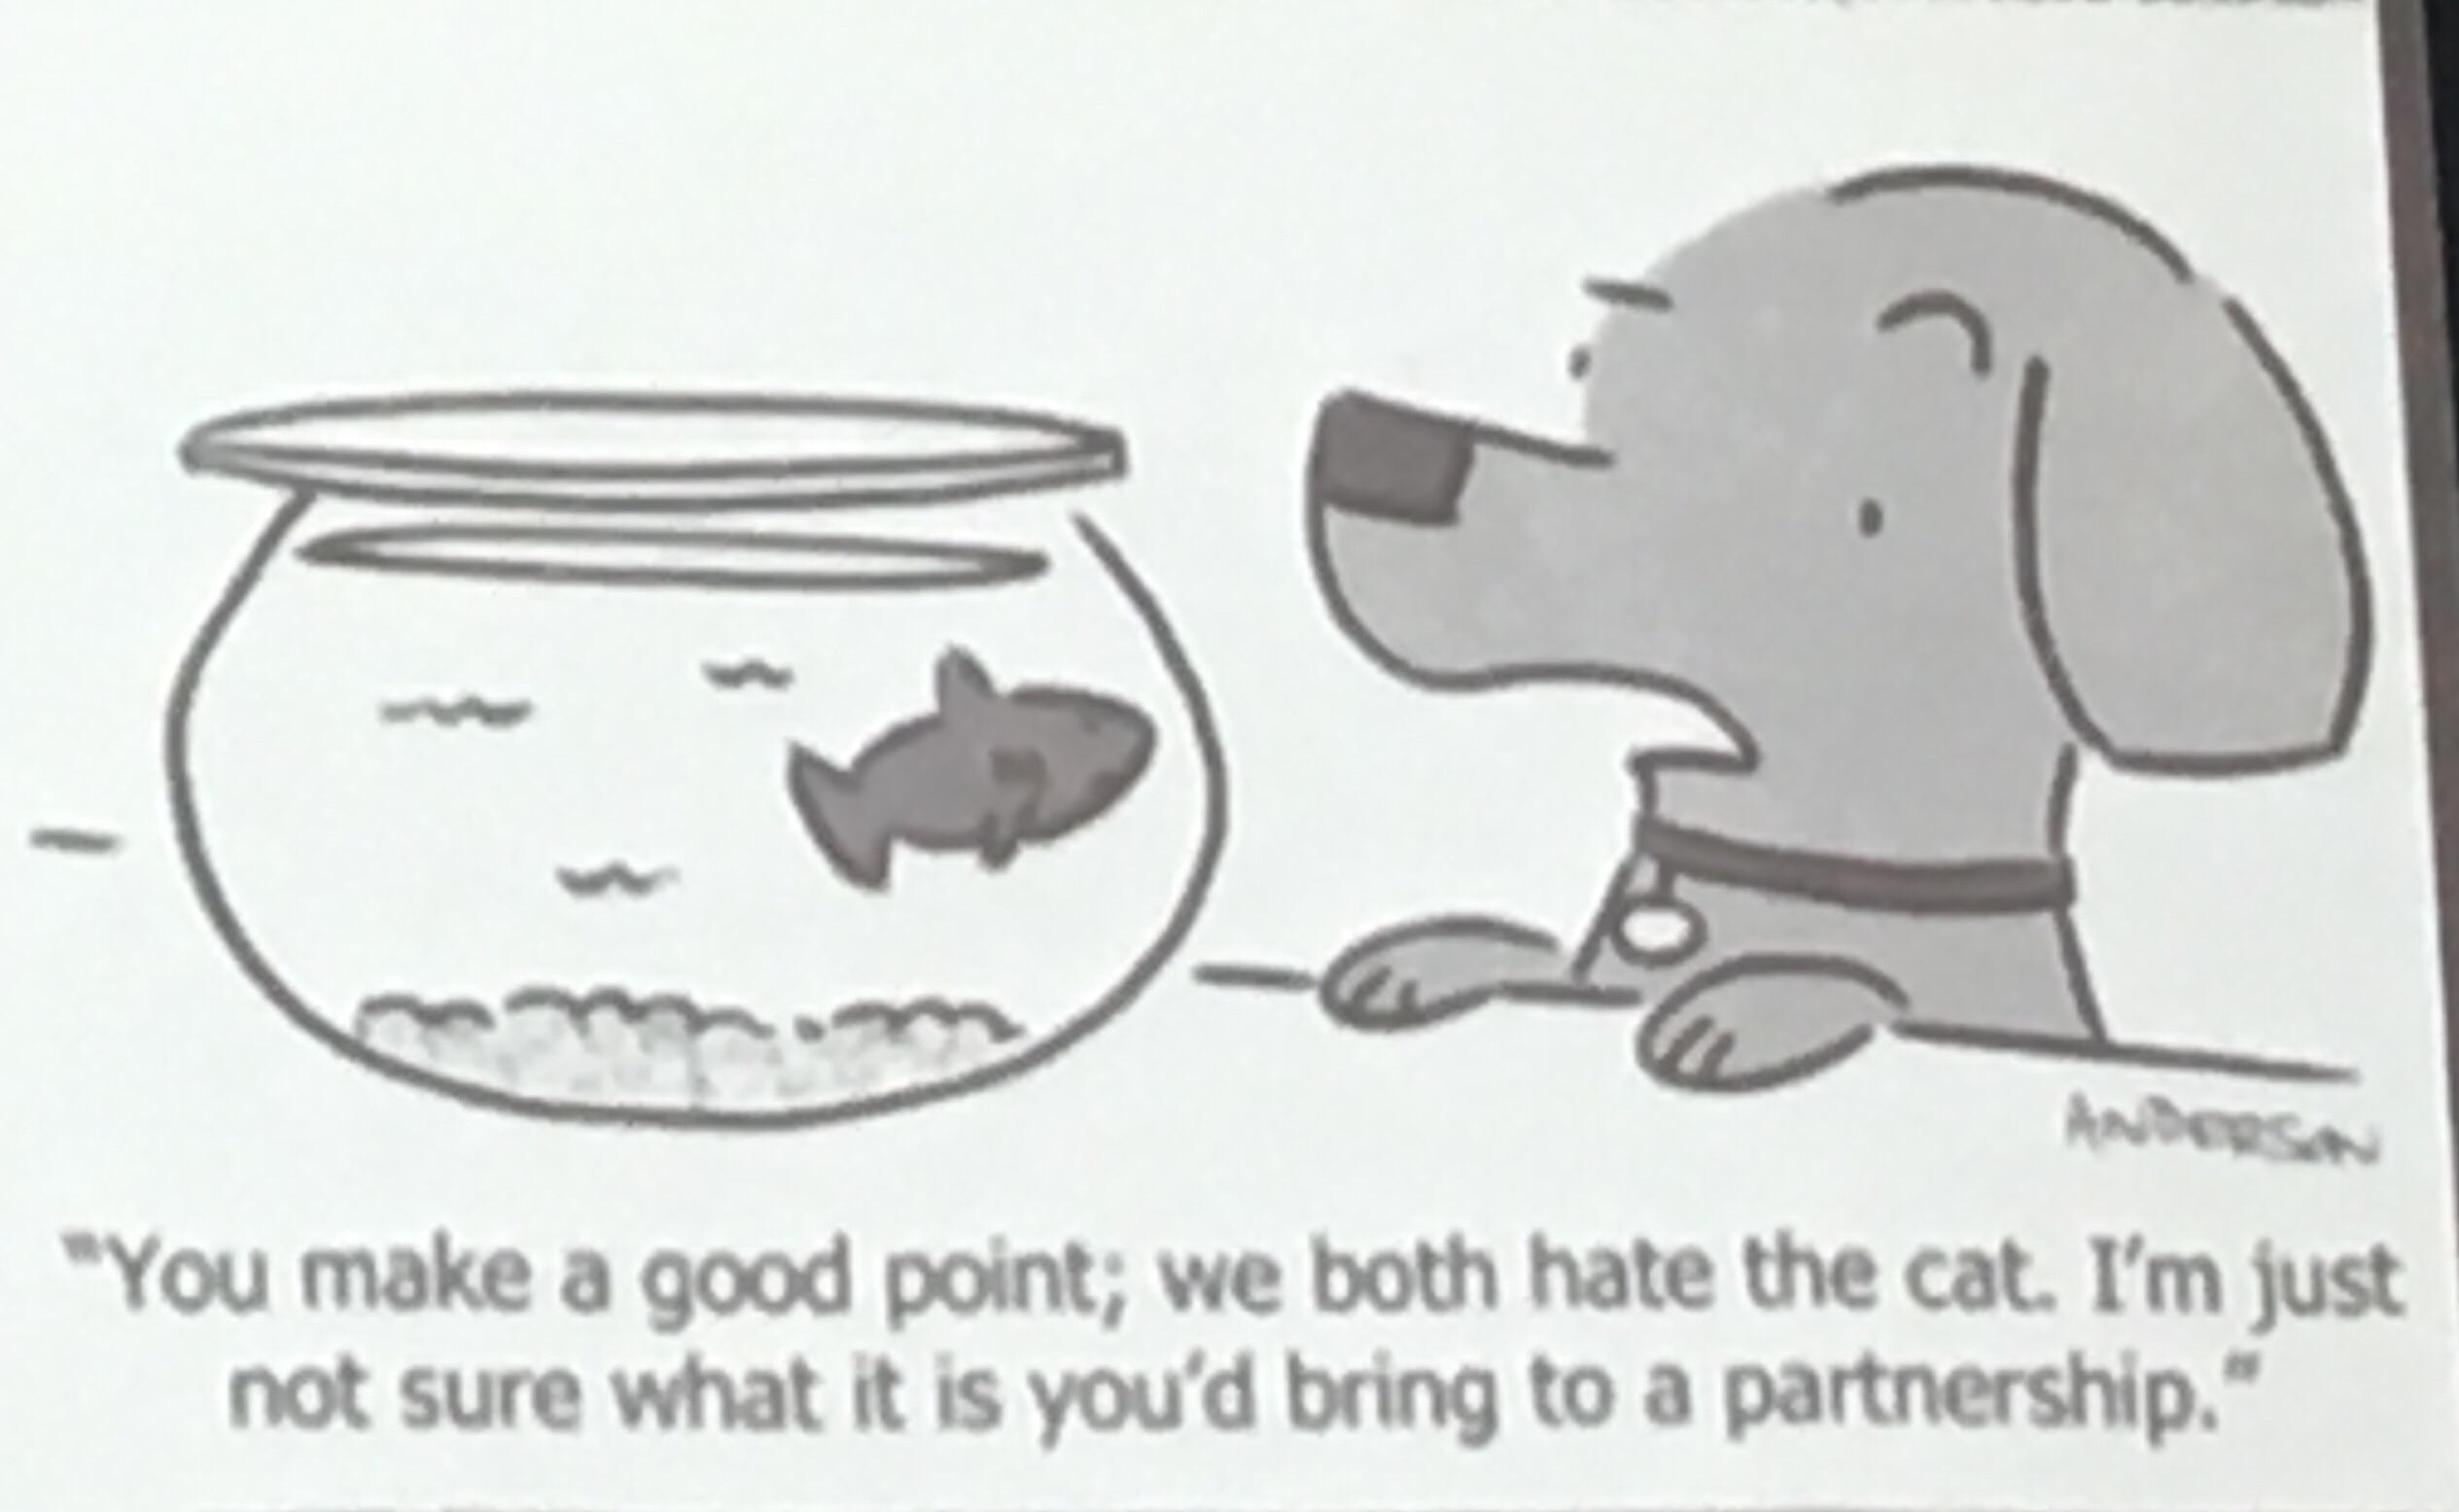 ANDERSON
"You make a good point; we both hate the cat. I'm just
not sure what it is you'd bring to a partnership."